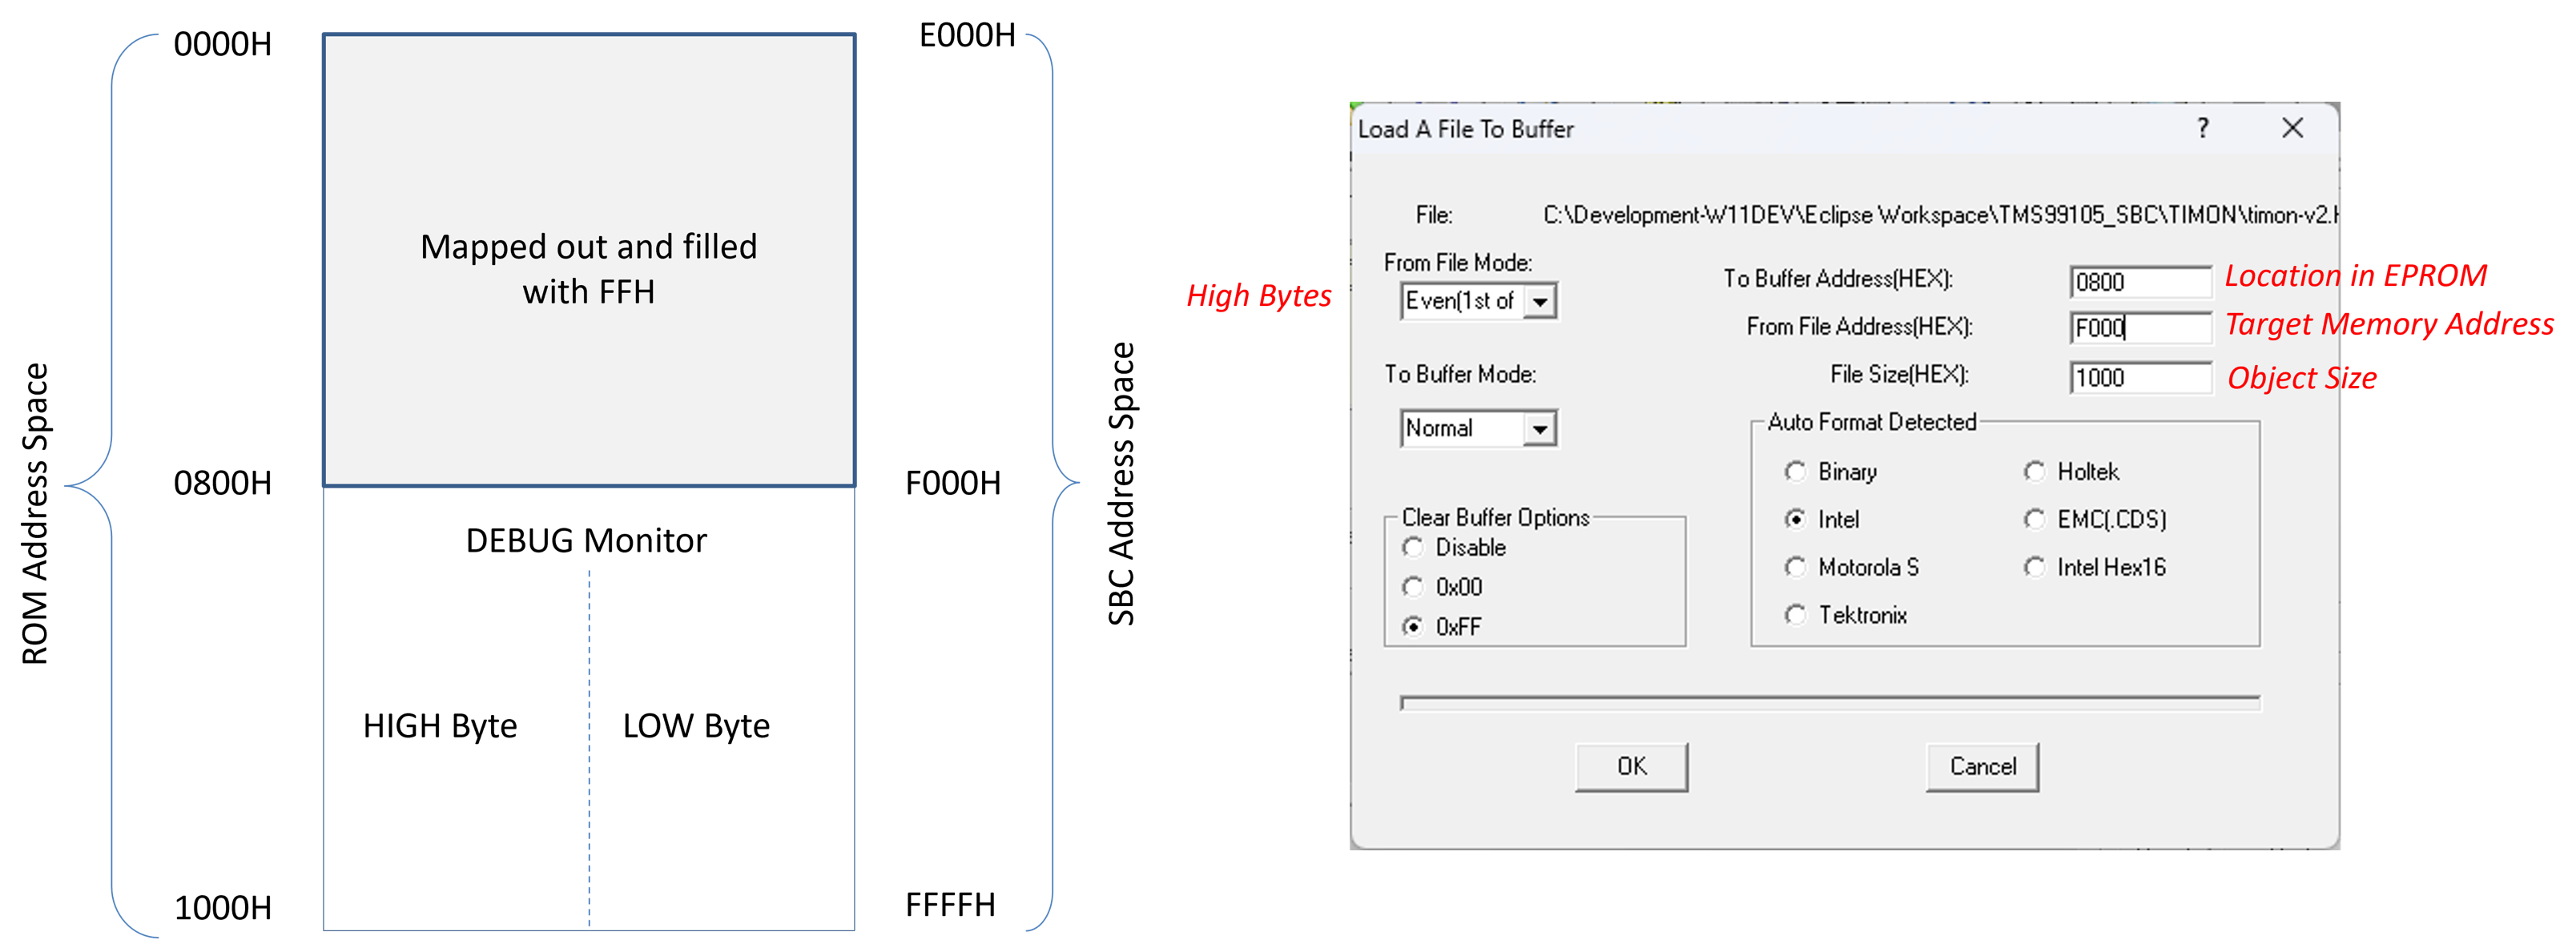 0000H
E000H
Mapped out and filled
with FFH
ROM Address Space
0800H
F000H
SBC Address Space
DEBUG Monitor
HIGH Byte
LOW Byte
1000H
FFFFH
Load A File To Buffer
?
File: C:\Development-W11DEV\Eclipse Workspace\TMS99105_SBC\TIMON\timon-v2.
From File Mode:
High Bytes
Even(1st of
To Buffer Address(HEX): 0800 Location in EPROM
From File Address(HEX): F000 Target Memory Address
To Buffer Mode:
File Size(HEX): 1000 Object Size
Normal
Auto Format Detected
Binary
Holtek
Intel
EMC(.CDS)
Motorola S
Intel Hex16
Tektronix
Clear Buffer Options
Disable
0x00
0xFF
OK
Cancel